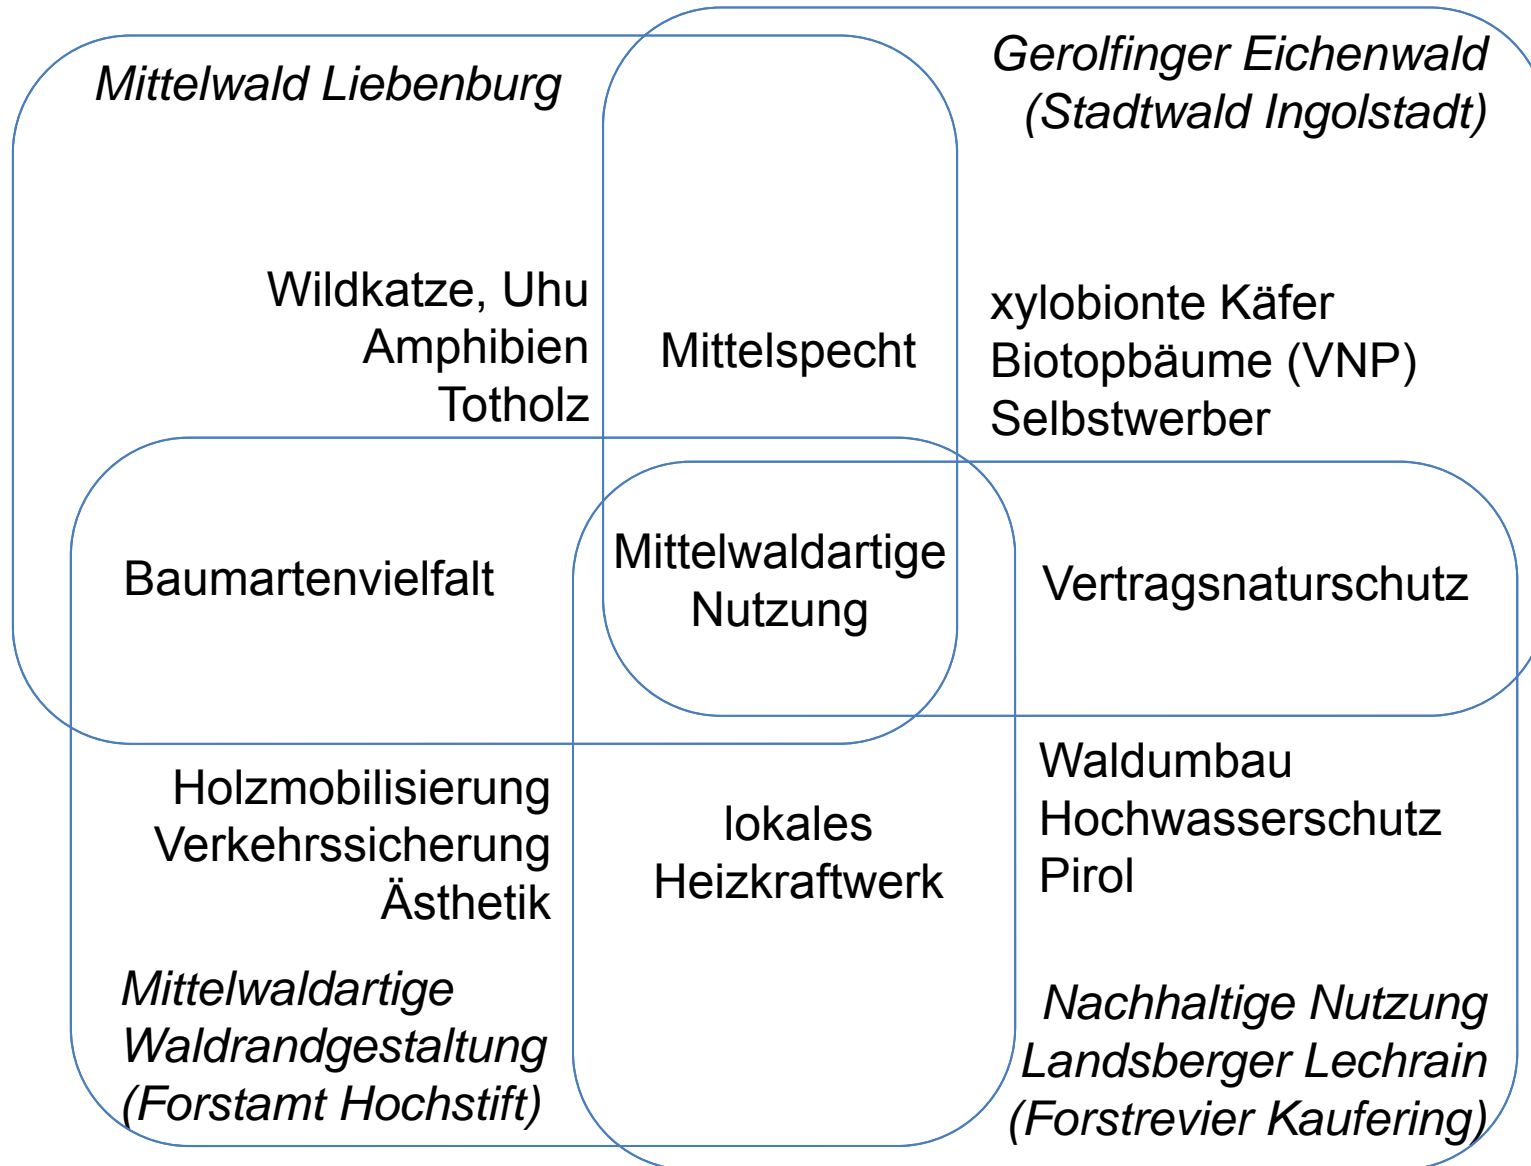 Mittelwald Liebenburg
Gerolfinger Eichenwald
(Stadtwald Ingolstadt)
Wildkatze, Uhu
Amphibien
Totholz
Mittelspecht
xylobionte Käfer
Biotopbäume (VNP)
Selbstwerber
Baumartenvielfalt
Mittelwaldartige
Nutzung
Vertragsnaturschutz
Holzmobilisierung
Verkehrssicherung
Ästhetik
lokales
Heizkraftwerk
Waldumbau
Hochwasserschutz
Pirol
Mittelwaldartige
Waldrandgestaltung
(Forstamt Hochstift)
Nachhaltige Nutzung
Landsberger Lechrain
(Forstrevier Kaufering)